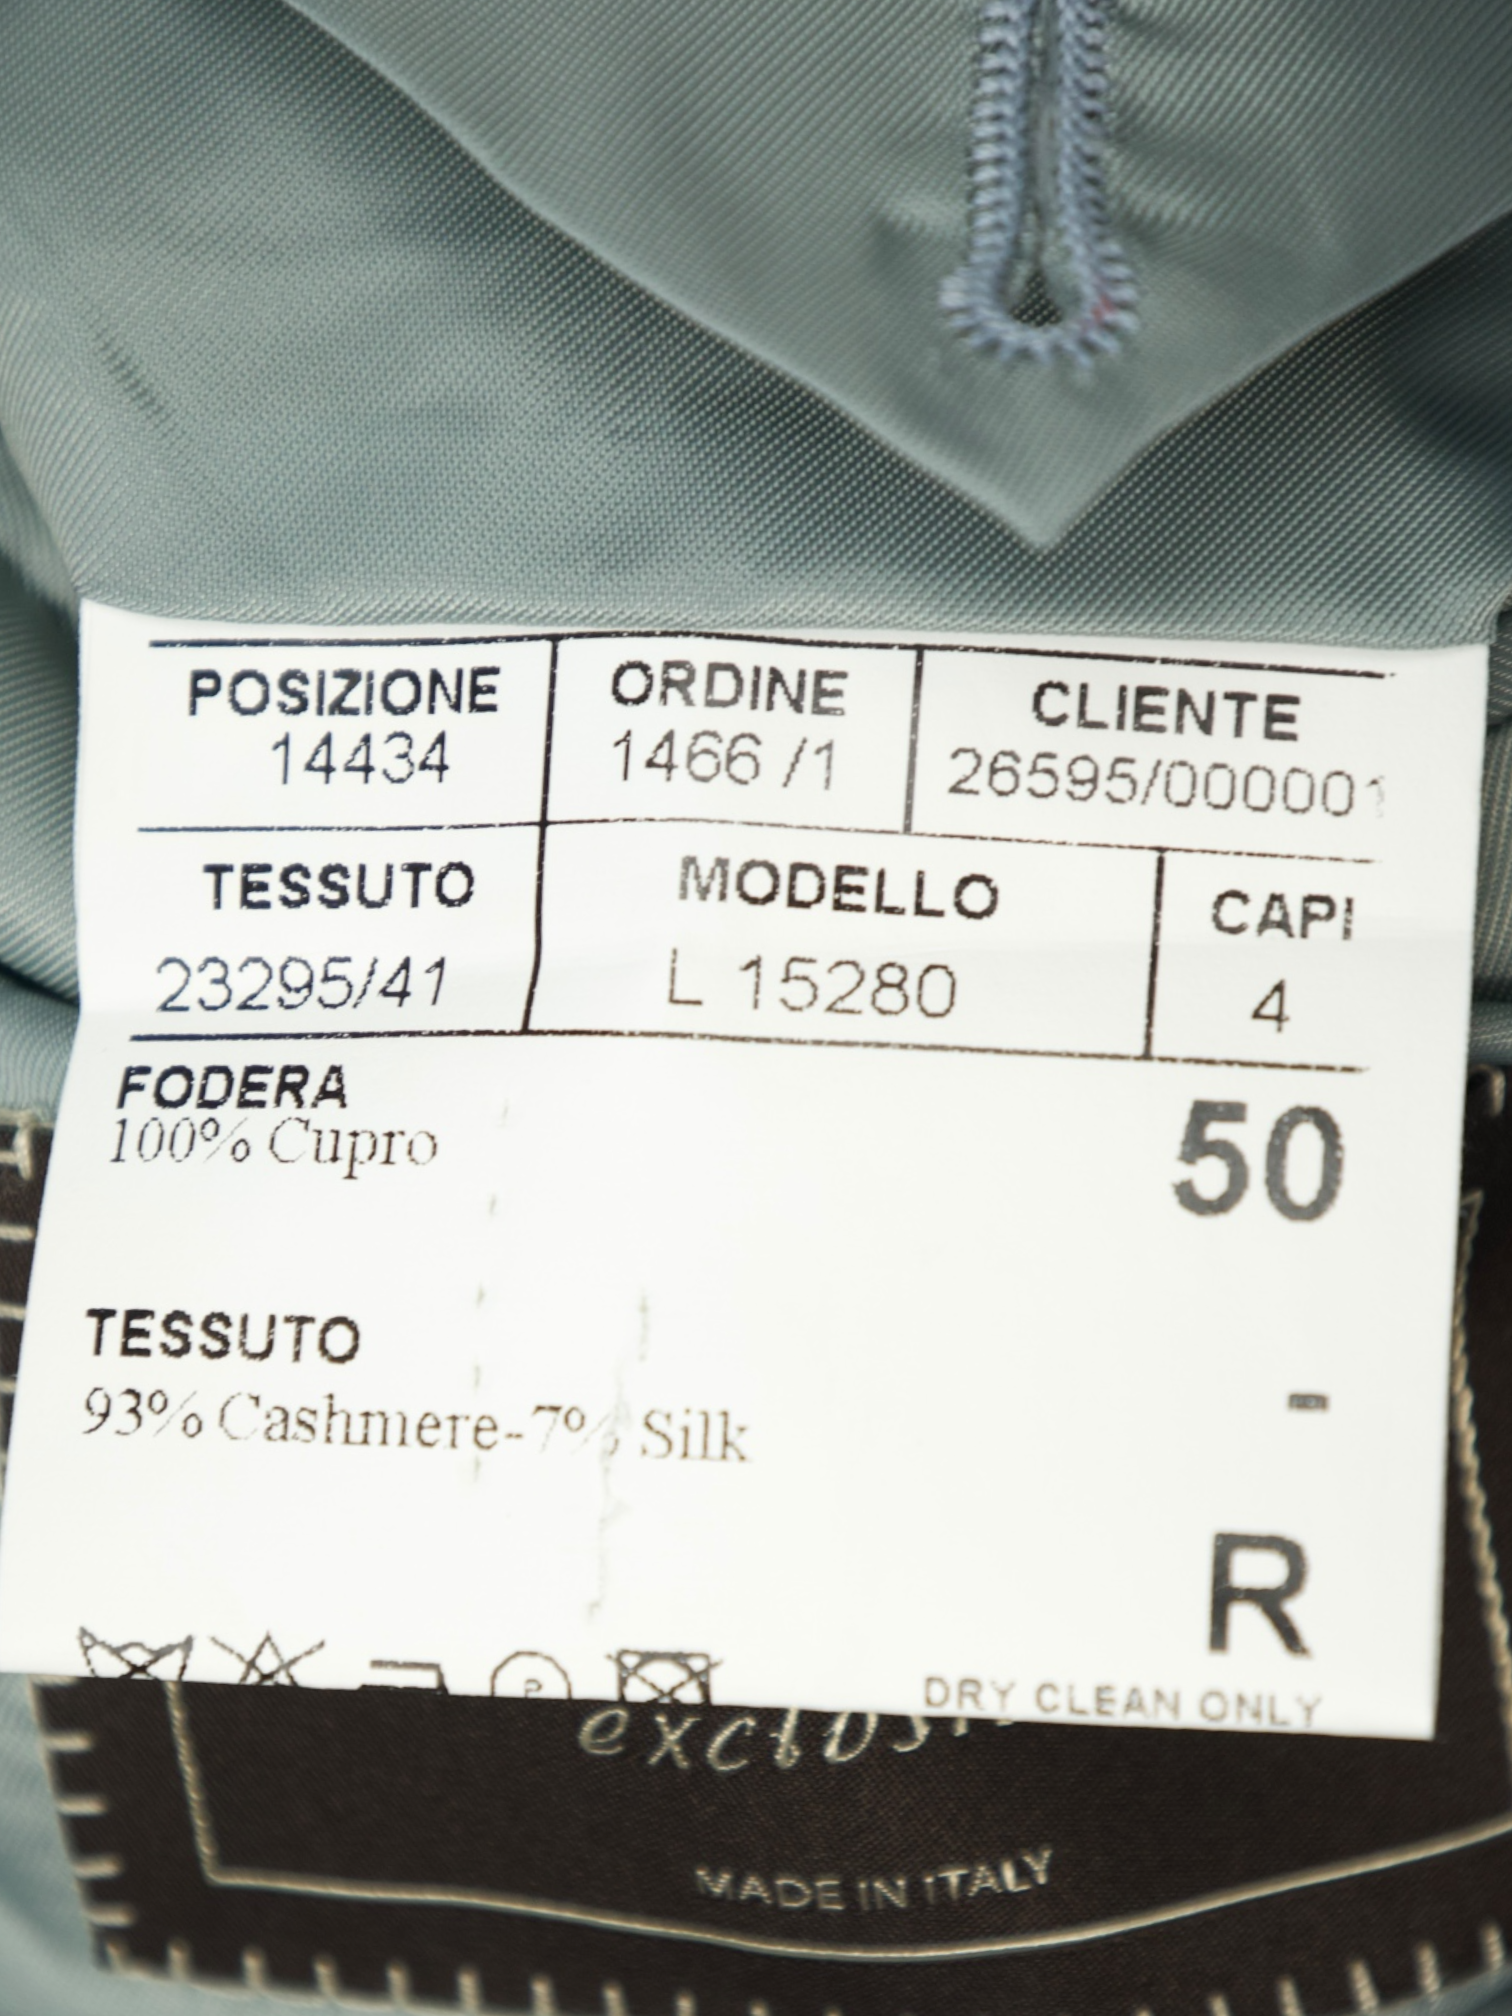 POSIZIONE ORDINE CLIENTE
14434 1466 /1 26595/000001
TESSUTO MODELLO CAPI
23295/41 L 15280 4
FODERA
100% Cupro
50
TESSUTO
-
93% Cashmere-7% Silk
R
P
DRY CLEAN ONLY
MADE IN ITALY